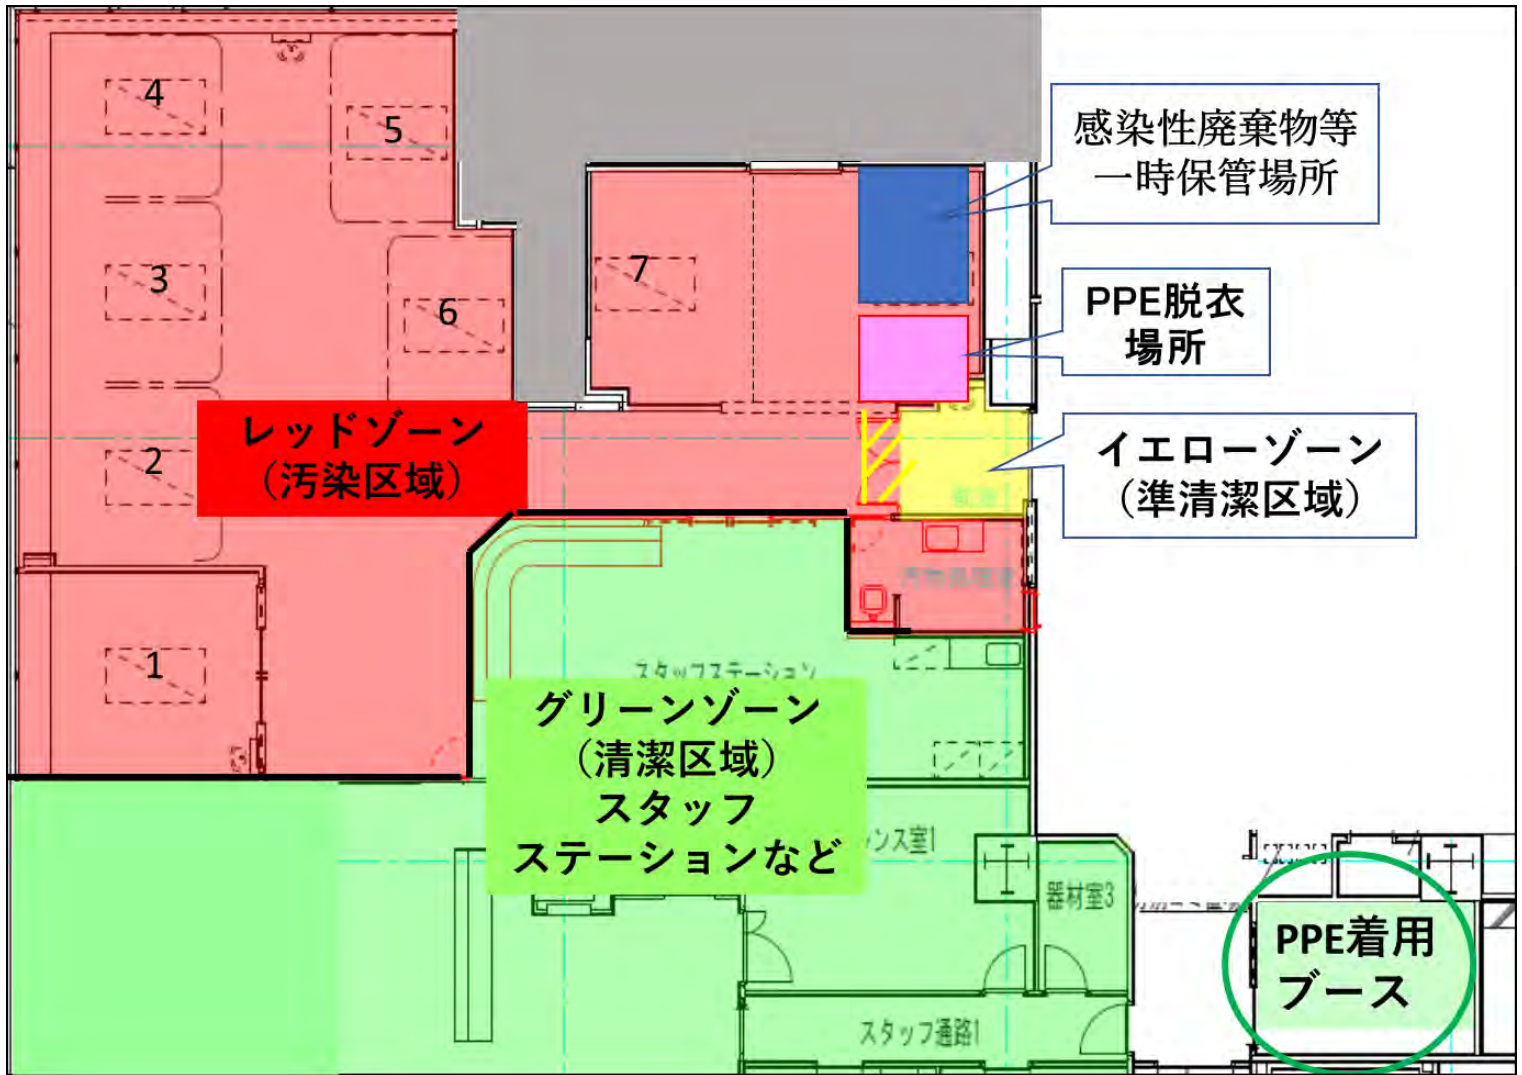 4
5
感染性廃棄物等
一時保管場所
3
7
6
PPE脱衣
場所
レッドゾーン
（汚染区域）
2
イエローゾーン
（準清潔区域）
1
スタッフステーション
グリーンゾーン
（清潔区域）
スタッフ
ステーションなど
ンス室1
器材室3
PPE着用
ブース
スタッフ通路1